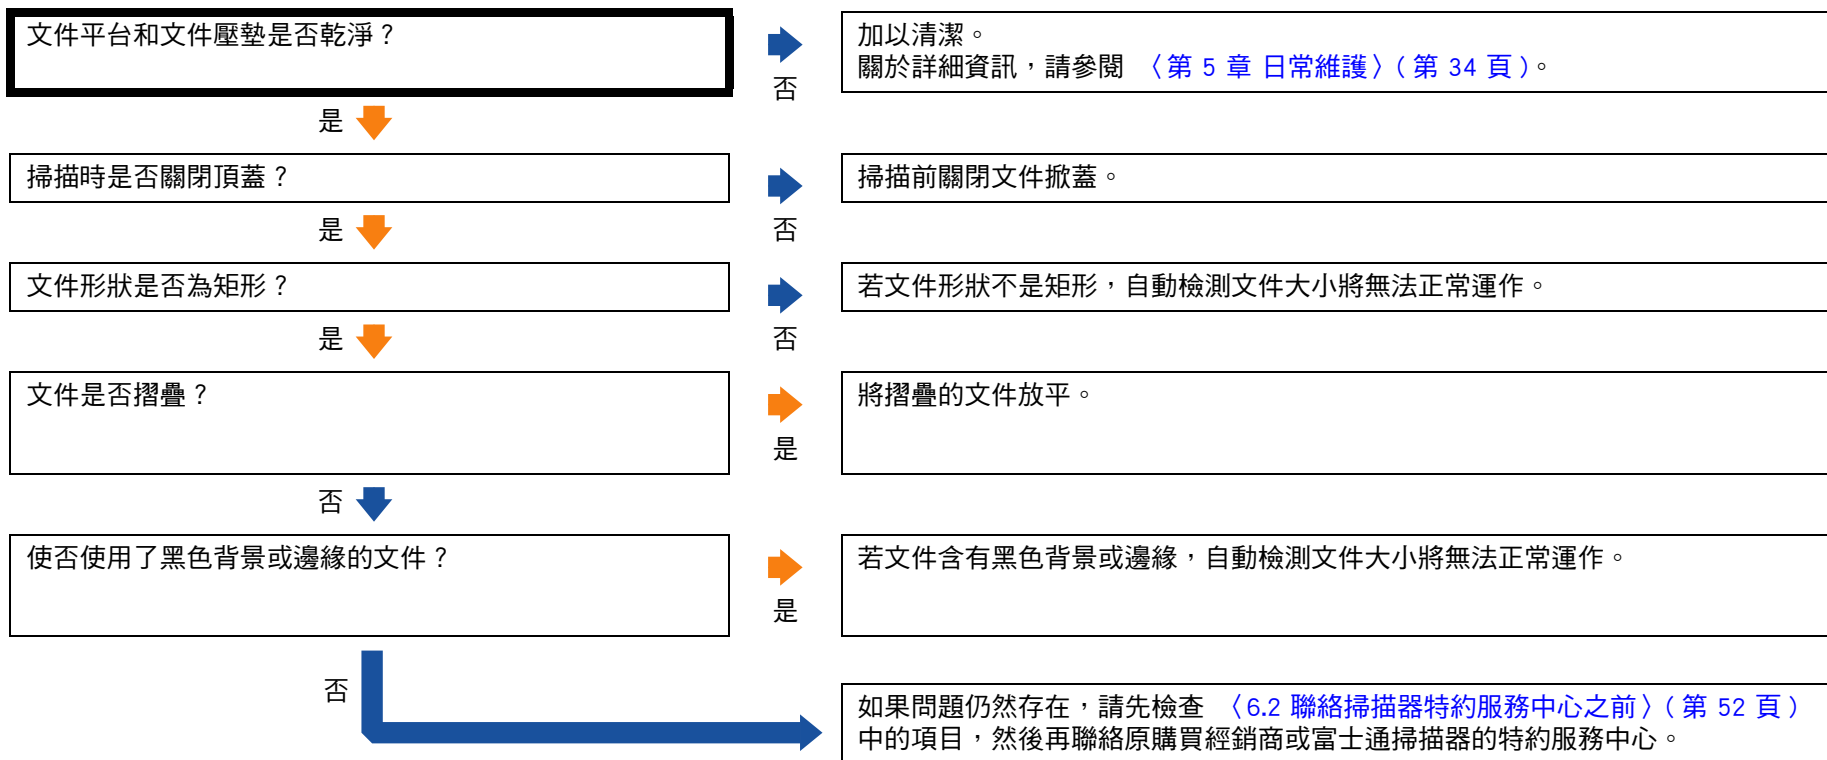 文件平台和文件壓墊是否乾淨？
否
加以清潔。
關於詳細資訊，請參閱 〈第 5 章 日常維護〉( 第 34 頁 )。
是
掃描時是否關閉頂蓋？
否
掃描前關閉文件掀蓋。
是
文件形狀是否為矩形？
否
若文件形狀不是矩形，自動檢測文件大小將無法正常運作。
是
文件是否摺疊？
是
將摺疊的文件放平。
否
使否使用了黑色背景或邊緣的文件？
是
若文件含有黑色背景或邊緣，自動檢測文件大小將無法正常運作。
否
如果問題仍然存在，請先檢查 〈6.2 聯絡掃描器特約服務中心之前〉( 第 52 頁 )
中的項目，然後再聯絡原購買經銷商或富士通掃描器的特約服務中心。